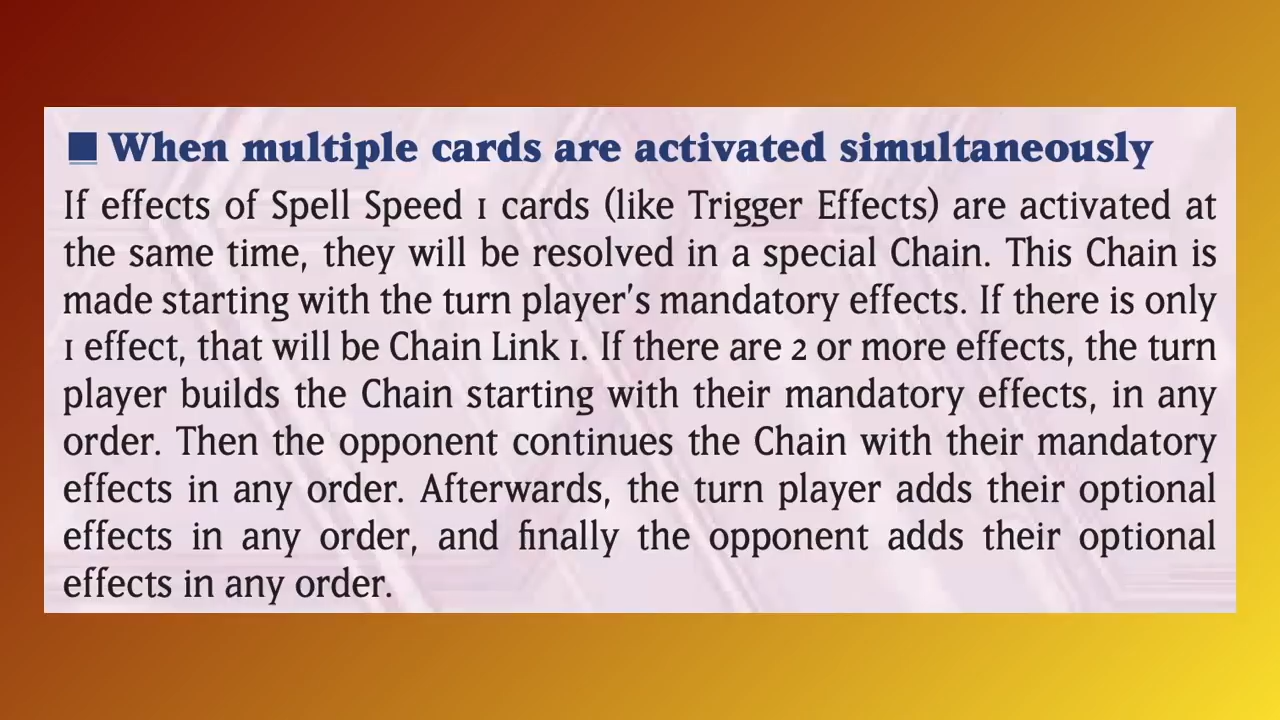 ■ When multiple cards are activated simultaneously
If effects of Spell Speed 1 cards (like Trigger Effects) are activated at
the same time, they will be resolved in a special Chain. This Chain is
made starting with the turn player's mandatory effects. If there is only
1 effect, that will be Chain Link 1. If there are 2 or more effects, the turn
player builds the Chain starting with their mandatory effects, in any
order. Then the opponent continues the Chain with their mandatory
effects in any order. Afterwards, the turn player adds their optional
effects in any order, and finally the opponent adds their optional
effects in any order.